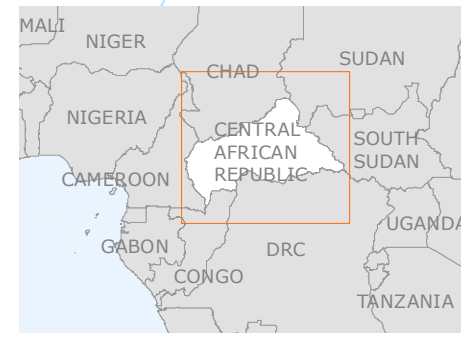 MALI
NIGER
SUDAN
CHAD
NIGERIA
CENTRAL
AFRICAN
REPUBLIC
SOUTH
SUDAN
CAMEROON
UGANDA
GABON
DRC
CONGO
TANZANIA